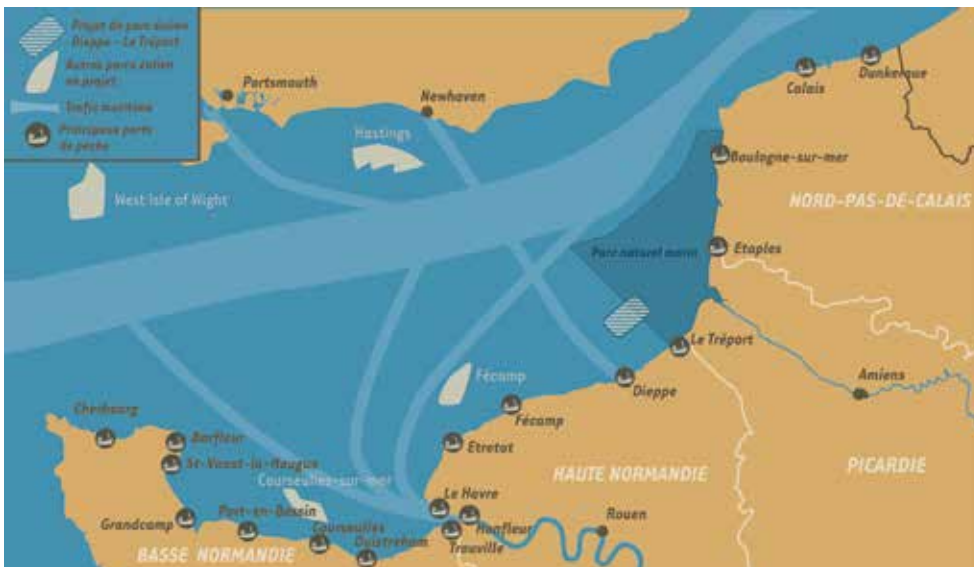 Projet de parc éolien
Dieppe - Le Tréport
Autres parcs éolien
en projet
Trafic maritime
Principaux ports
de pêche
Portsmouth
Newhaven
Calais
Dunkerque
Hastings
Boulogne-sur-mer
West Isle of Wight
NORD-PAS-DE-CALAIS
Parc naturel marin
Etaples
Le Tréport
Fécamp
Dieppe
Amiens
Cherbourg
Fécamp
Barfleur
Etretat
St-Vaast-la-Hougue
HAUTE NORMANDIE
PICARDIE
Courseulles-sur-mer
Le Havre
Grandcamp
Port-en-Bessin
Honfleur
Rouen
Courseulles
Trouville
Ouistreham
BASSE NORMANDIE